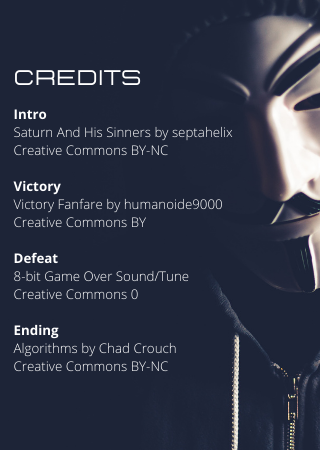 CREDITS
Intro
Saturn And His Sinners by septahelix
Creative Commons BY-NC
Victory
Victory Fanfare by humanoide9000
Creative Commons BY
Defeat
8-bit Game Over Sound/Tune
Creative Commons 0
Ending
Algorithms by Chad Crouch
Creative Commons BY-NC